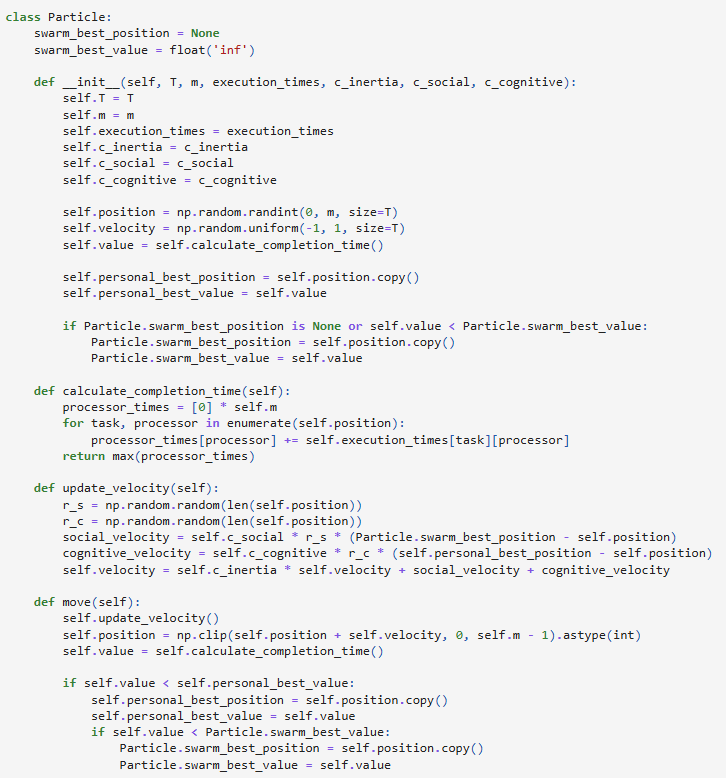 class Particle:
    swarm_best_position = None
    swarm_best_value = float('inf')

    def __init__(self, T, m, execution_times, c_inertia, c_social, c_cognitive):
        self.T = T
        self.m = m
        self.execution_times = execution_times
        self.c_inertia = c_inertia
        self.c_social = c_social
        self.c_cognitive = c_cognitive

        self.position = np.random.randint(0, m, size=T)
        self.velocity = np.random.uniform(-1, 1, size=T)
        self.value = self.calculate_completion_time()

        self.personal_best_position = self.position.copy()
        self.personal_best_value = self.value

        if Particle.swarm_best_position is None or self.value < Particle.swarm_best_value:
            Particle.swarm_best_position = self.position.copy()
            Particle.swarm_best_value = self.value

    def calculate_completion_time(self):
        processor_times = [0] * self.m
        for task, processor in enumerate(self.position):
            processor_times[processor] += self.execution_times[task][processor]
        return max(processor_times)

    def update_velocity(self):
        r_s = np.random.random(len(self.position))
        r_c = np.random.random(len(self.position))
        social_velocity = self.c_social * r_s * (Particle.swarm_best_position - self.position)
        cognitive_velocity = self.c_cognitive * r_c * (self.personal_best_position - self.position)
        self.velocity = self.c_inertia * self.velocity + social_velocity + cognitive_velocity

    def move(self):
        self.update_velocity()
        self.position = np.clip(self.position + self.velocity, 0, self.m - 1).astype(int)
        self.value = self.calculate_completion_time()

        if self.value < self.personal_best_value:
            self.personal_best_position = self.position.copy()
            self.personal_best_value = self.value
            if self.value < Particle.swarm_best_value:
                Particle.swarm_best_position = self.position.copy()
                Particle.swarm_best_value = self.value